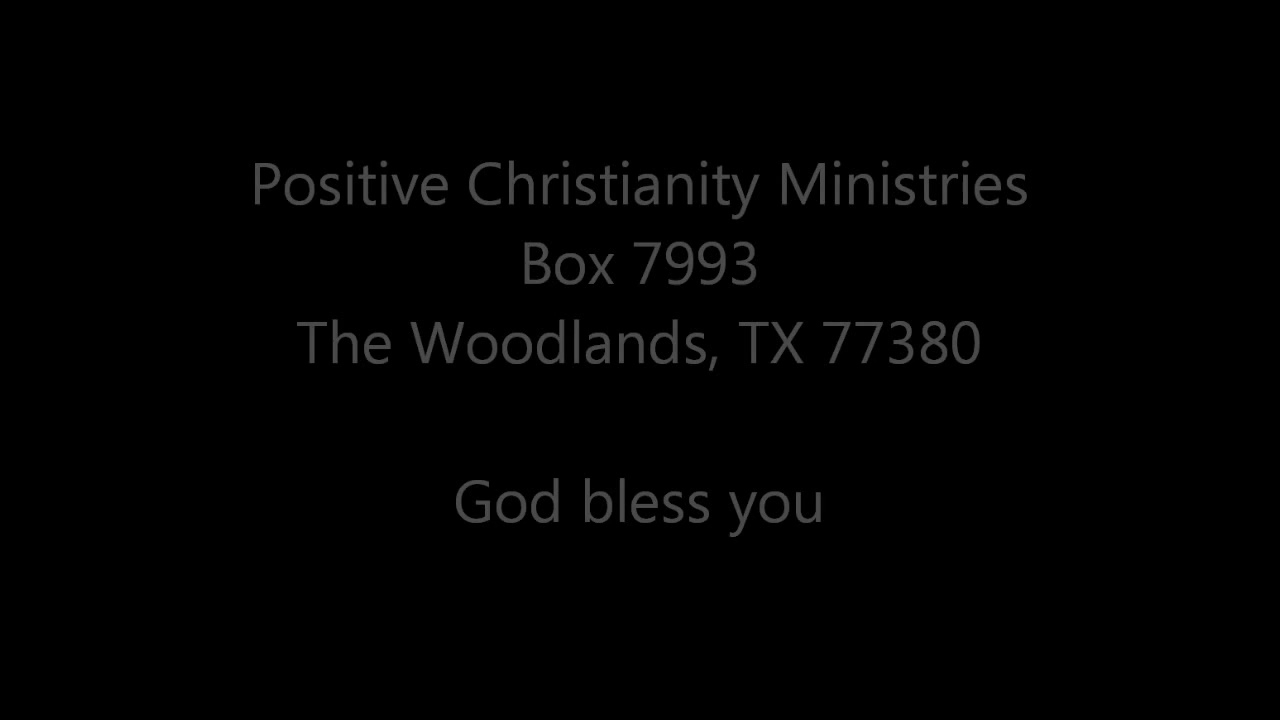 Positive Christianity Ministries
Box 7993
The Woodlands, TX 77380
God bless you